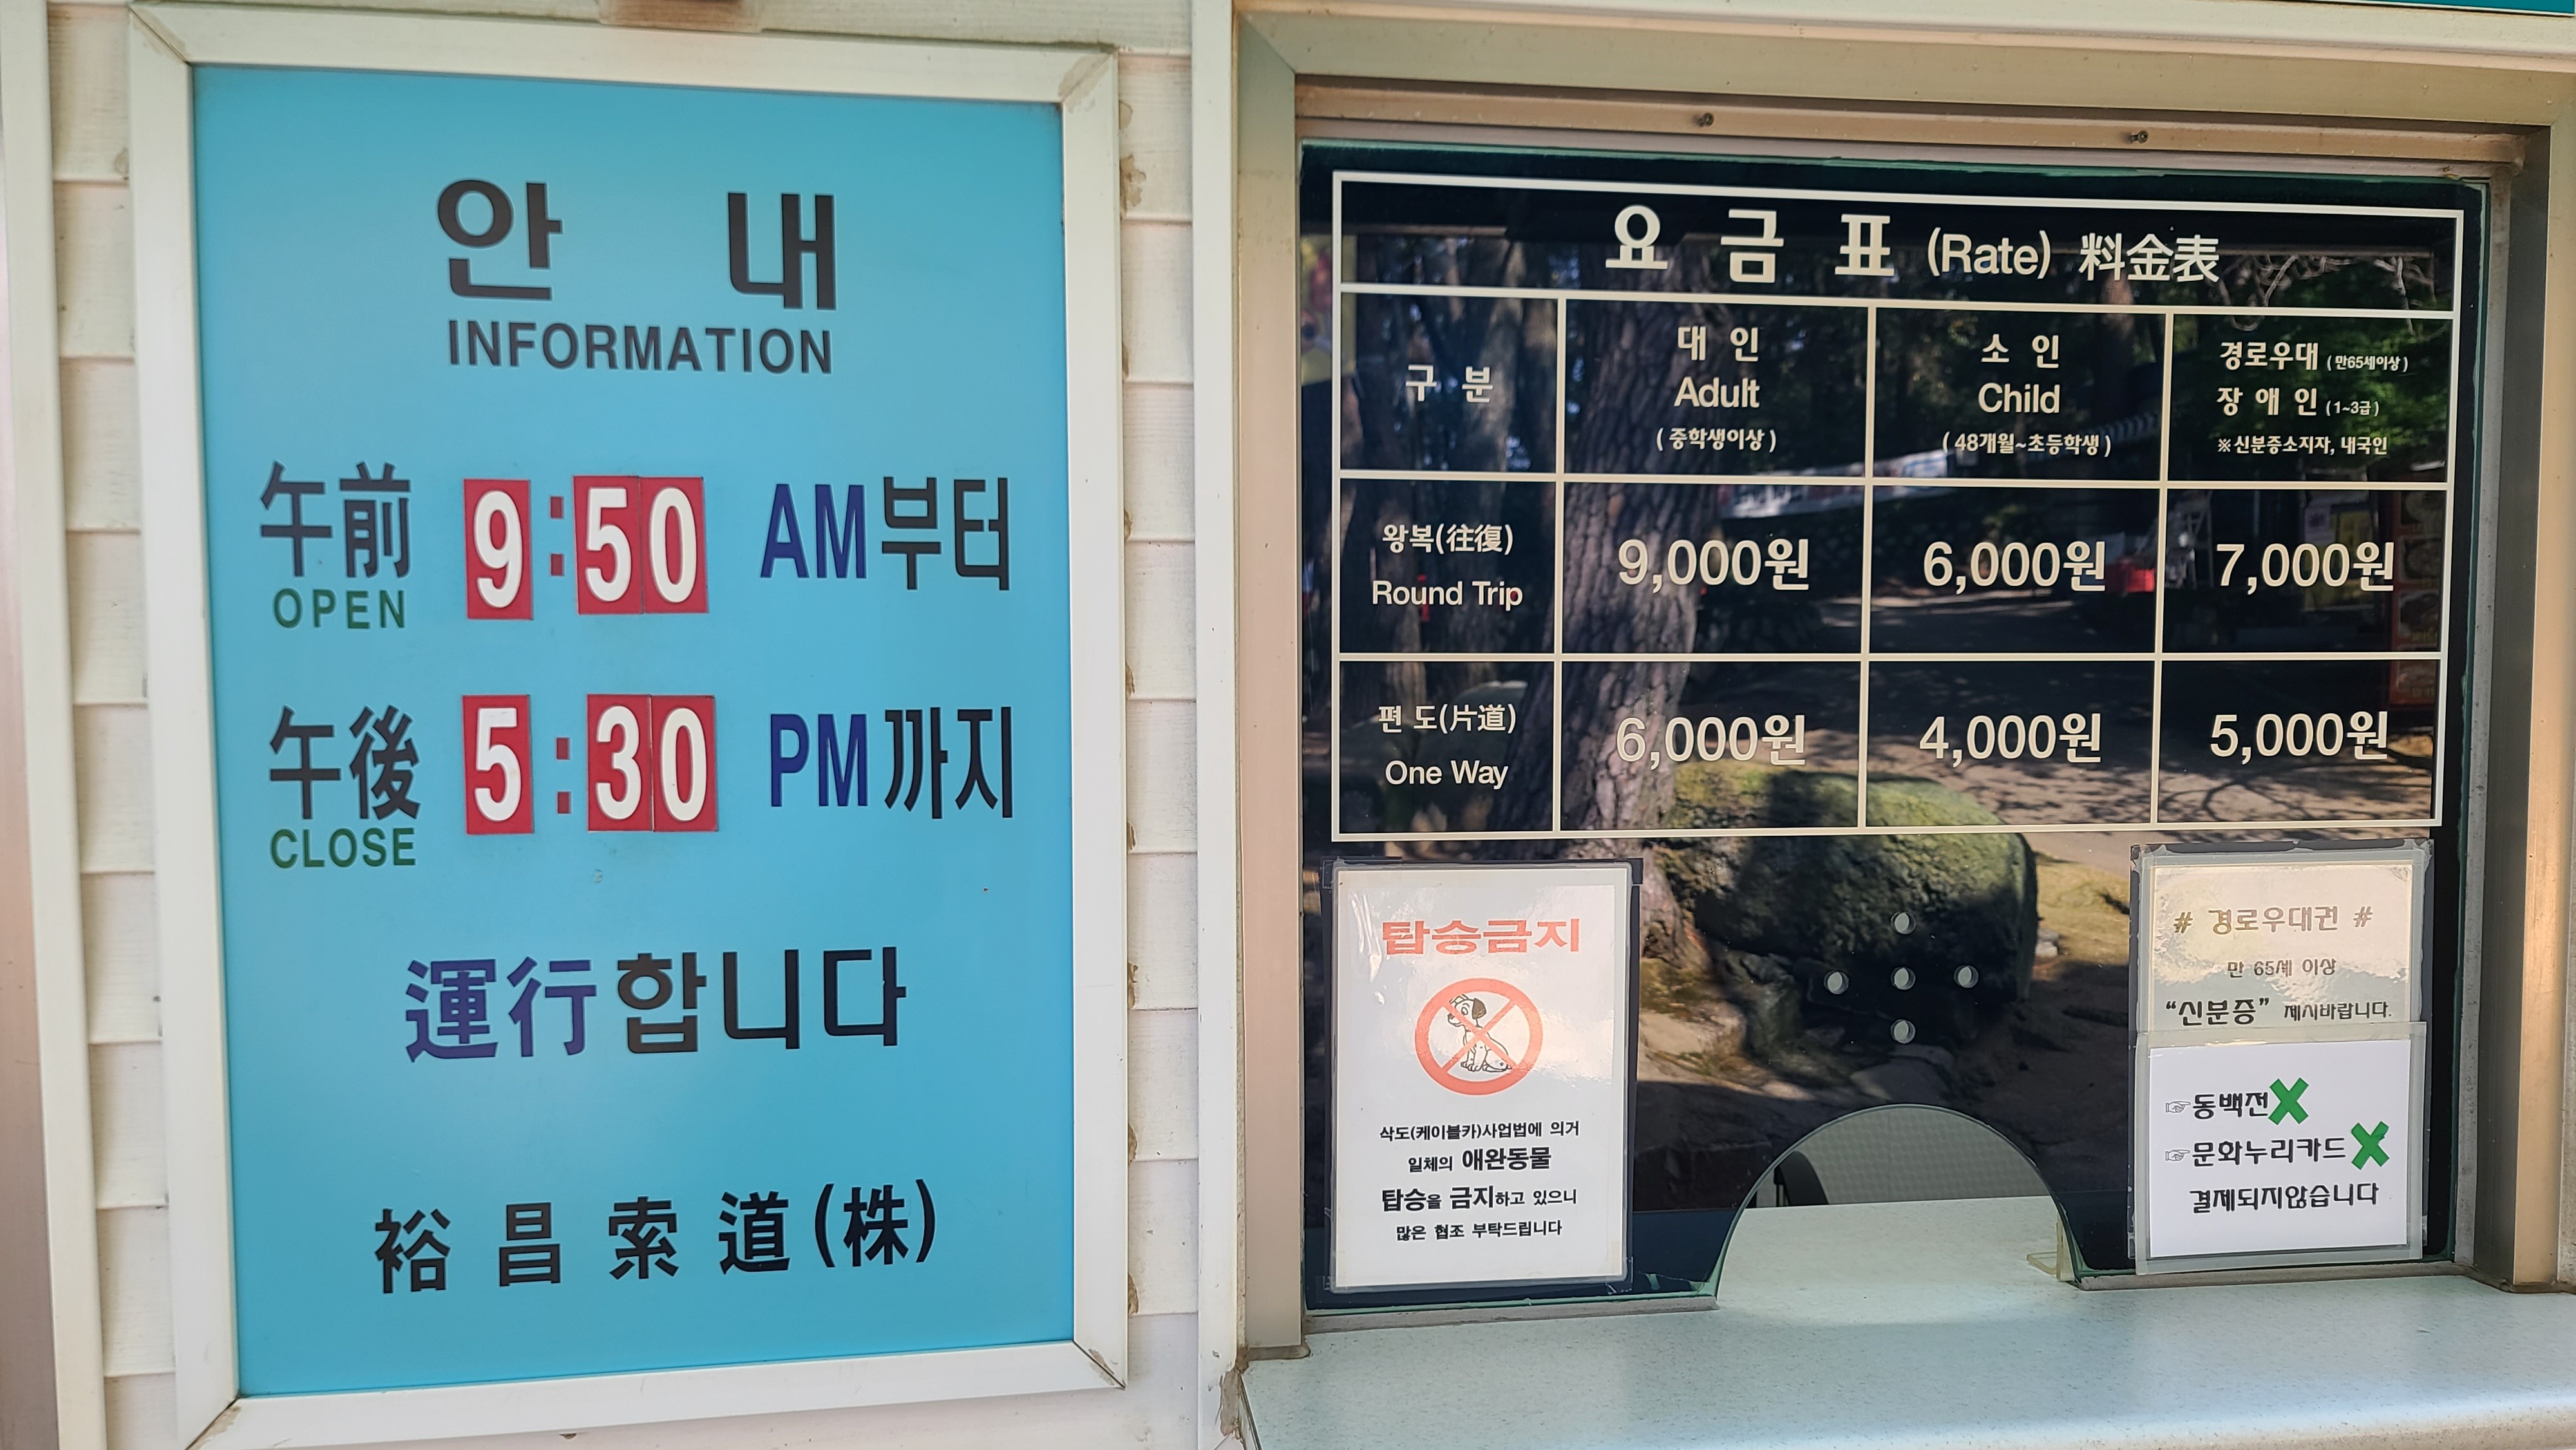 안 내
INFORMATION
午前 9:50 AM부터
OPEN
午後 5:30 PM까지
CLOSE
運行합니다
裕昌索道(株)
요 금 표 (Rate) 料金表
구 분
대 인
Adult
( 중학생이상 )
소 인
Child
( 48개월~초등학생 )
경로우대 ( 만65세이상 )
장 애 인 ( 1~3급 )
※신분증소지자, 내국인
왕복(往復)
Round Trip
9,000원
6,000원
7,000원
편 도(片道)
One Way
6,000원
4,000원
5,000원
탑승금지
삭도(케이블카)사업법에 의거
일체의 애완동물
탑승을 금지하고 있으니
많은 협조 부탁드립니다
# 경로우대권 #
만 65세 이상
“신분증” 제시바랍니다.
☞동백전X
☞문화누리카드X
결제되지않습니다